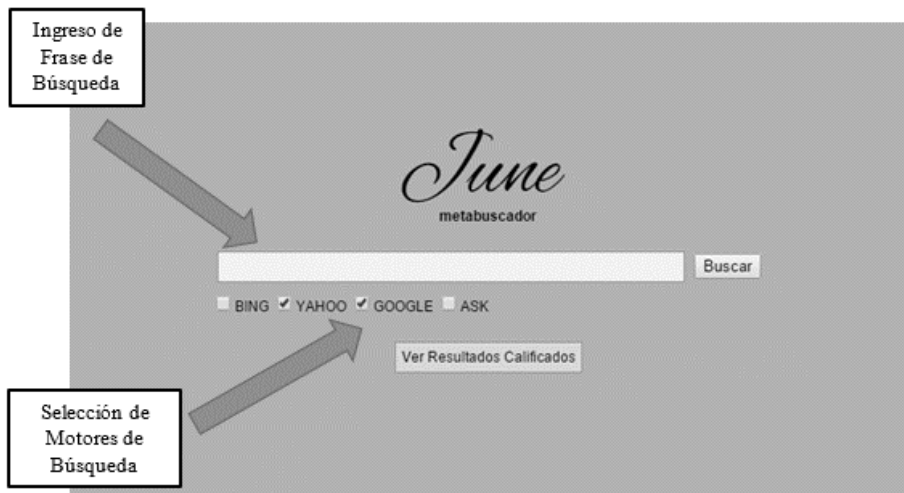 Ingreso de
Frase de
Búsqueda
June
metabuscador
Buscar
BING YAHOO GOOGLE ASK
Ver Resultados Calificados
Selección de
Motores de
Búsqueda